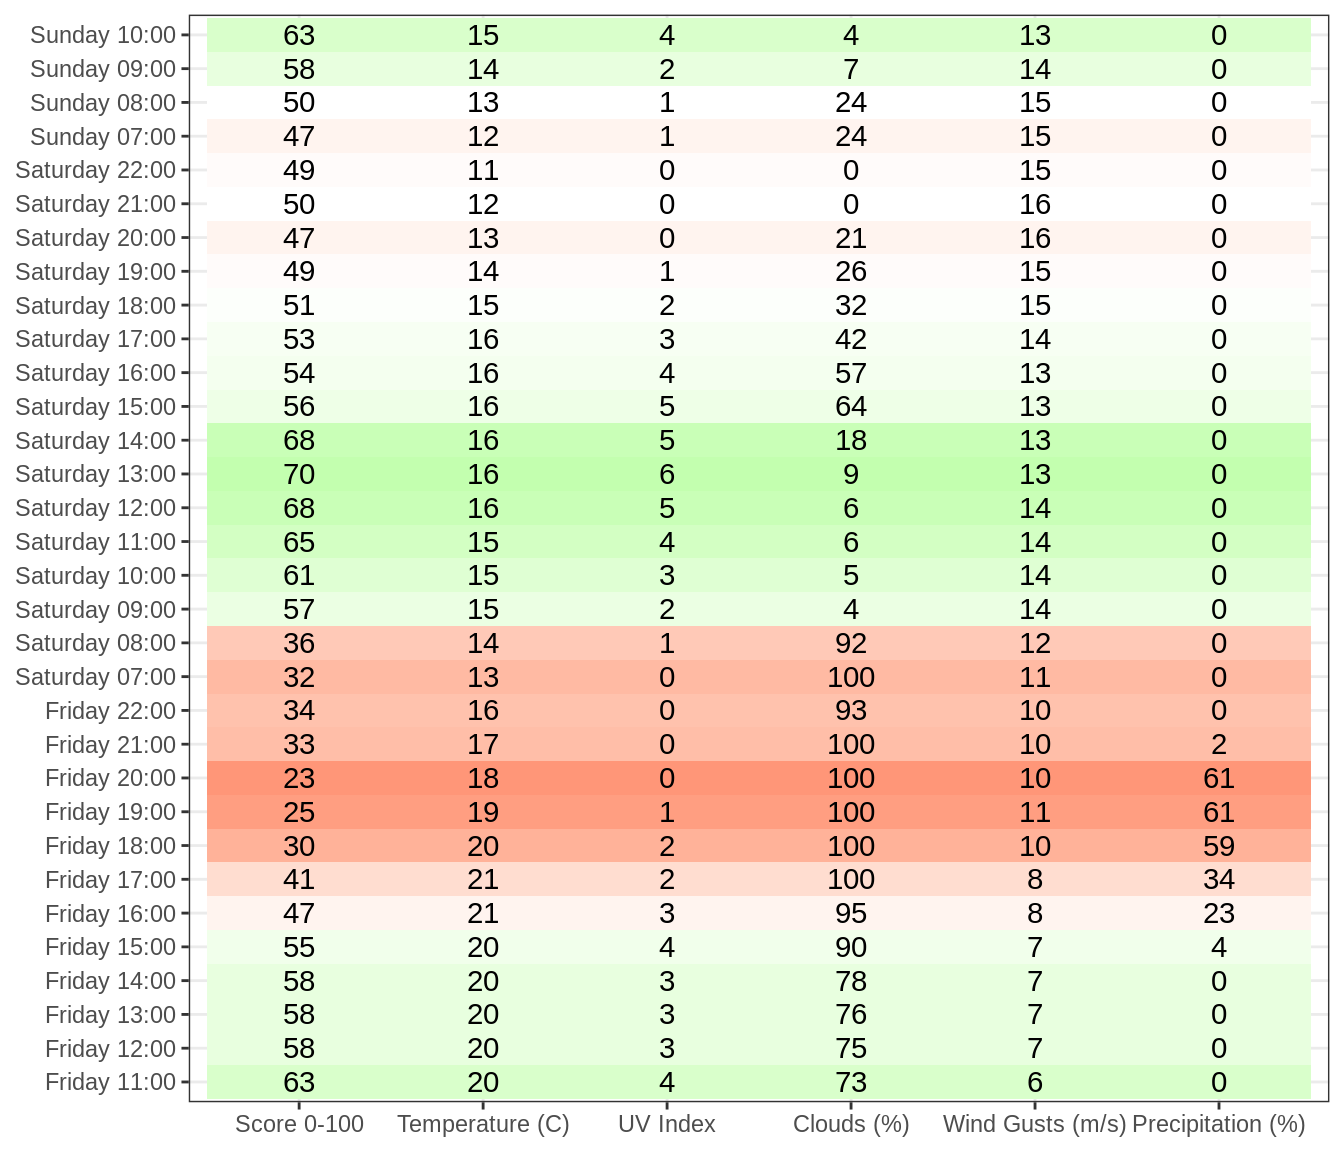 Sunday 10:00 63 15 4 4 13 0
Sunday 09:00 58 14 2 7 14 0
Sunday 08:00 50 13 1 24 15 0
Sunday 07:00 47 12 1 24 15 0
Saturday 22:00 49 11 0 0 15 0
Saturday 21:00 50 12 0 0 16 0
Saturday 20:00 47 13 0 21 16 0
Saturday 19:00 49 14 1 26 15 0
Saturday 18:00 51 15 2 32 15 0
Saturday 17:00 53 16 3 42 14 0
Saturday 16:00 54 16 4 57 13 0
Saturday 15:00 56 16 5 64 13 0
Saturday 14:00 68 16 5 18 13 0
Saturday 13:00 70 16 6 9 13 0
Saturday 12:00 68 16 5 6 14 0
Saturday 11:00 65 15 4 6 14 0
Saturday 10:00 61 15 3 5 14 0
Saturday 09:00 57 15 2 4 14 0
Saturday 08:00 36 14 1 92 12 0
Saturday 07:00 32 13 0 100 11 0
Friday 22:00 34 16 0 93 10 0
Friday 21:00 33 17 0 100 10 2
Friday 20:00 23 18 0 100 10 61
Friday 19:00 25 19 1 100 11 61
Friday 18:00 30 20 2 100 10 59
Friday 17:00 41 21 2 100 8 34
Friday 16:00 47 21 3 95 8 23
Friday 15:00 55 20 4 90 7 4
Friday 14:00 58 20 3 78 7 0
Friday 13:00 58 20 3 76 7 0
Friday 12:00 58 20 3 75 7 0
Friday 11:00 63 20 4 73 6 0
Score 0-100 Temperature (C) UV Index Clouds (%) Wind Gusts (m/s) Precipitation (%)